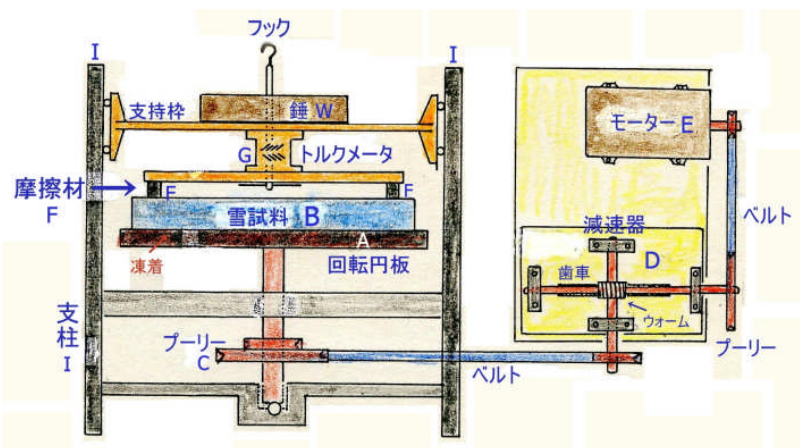 フック
I
I
支持枠
錘 W
G
トルクメータ
摩擦材
F
F
F
雪試料 B
A
凍着
回転円板
支柱
I
プーリー
C
ベルト
モーター E
ベルト
減速器
D
歯車
ウォーム
プーリー